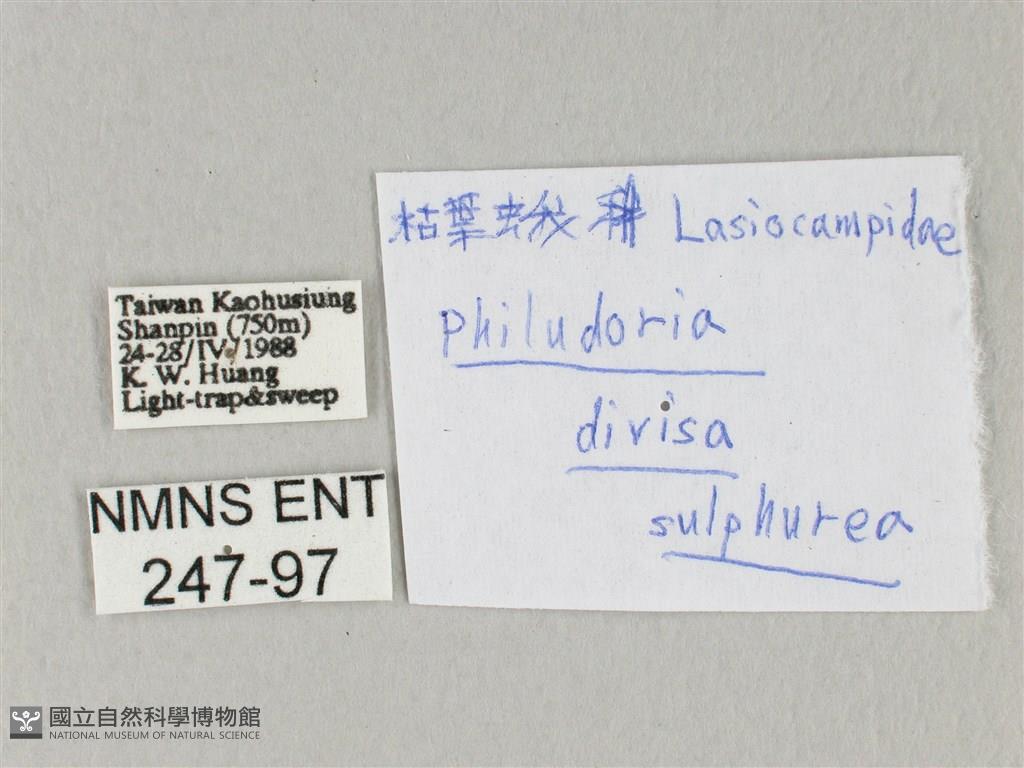 Taiwan Kaohusiung
Shanpin (750m)
24-28/IV/1988
K. W. Huang
Light-trap&sweep
NMNS ENT
247-97
枯葉蛾科 Lasiocampidae
philudoria
divisa
sulphurea
國立自然科學博物館
NATIONAL MUSEUM OF NATURAL SCIENCE